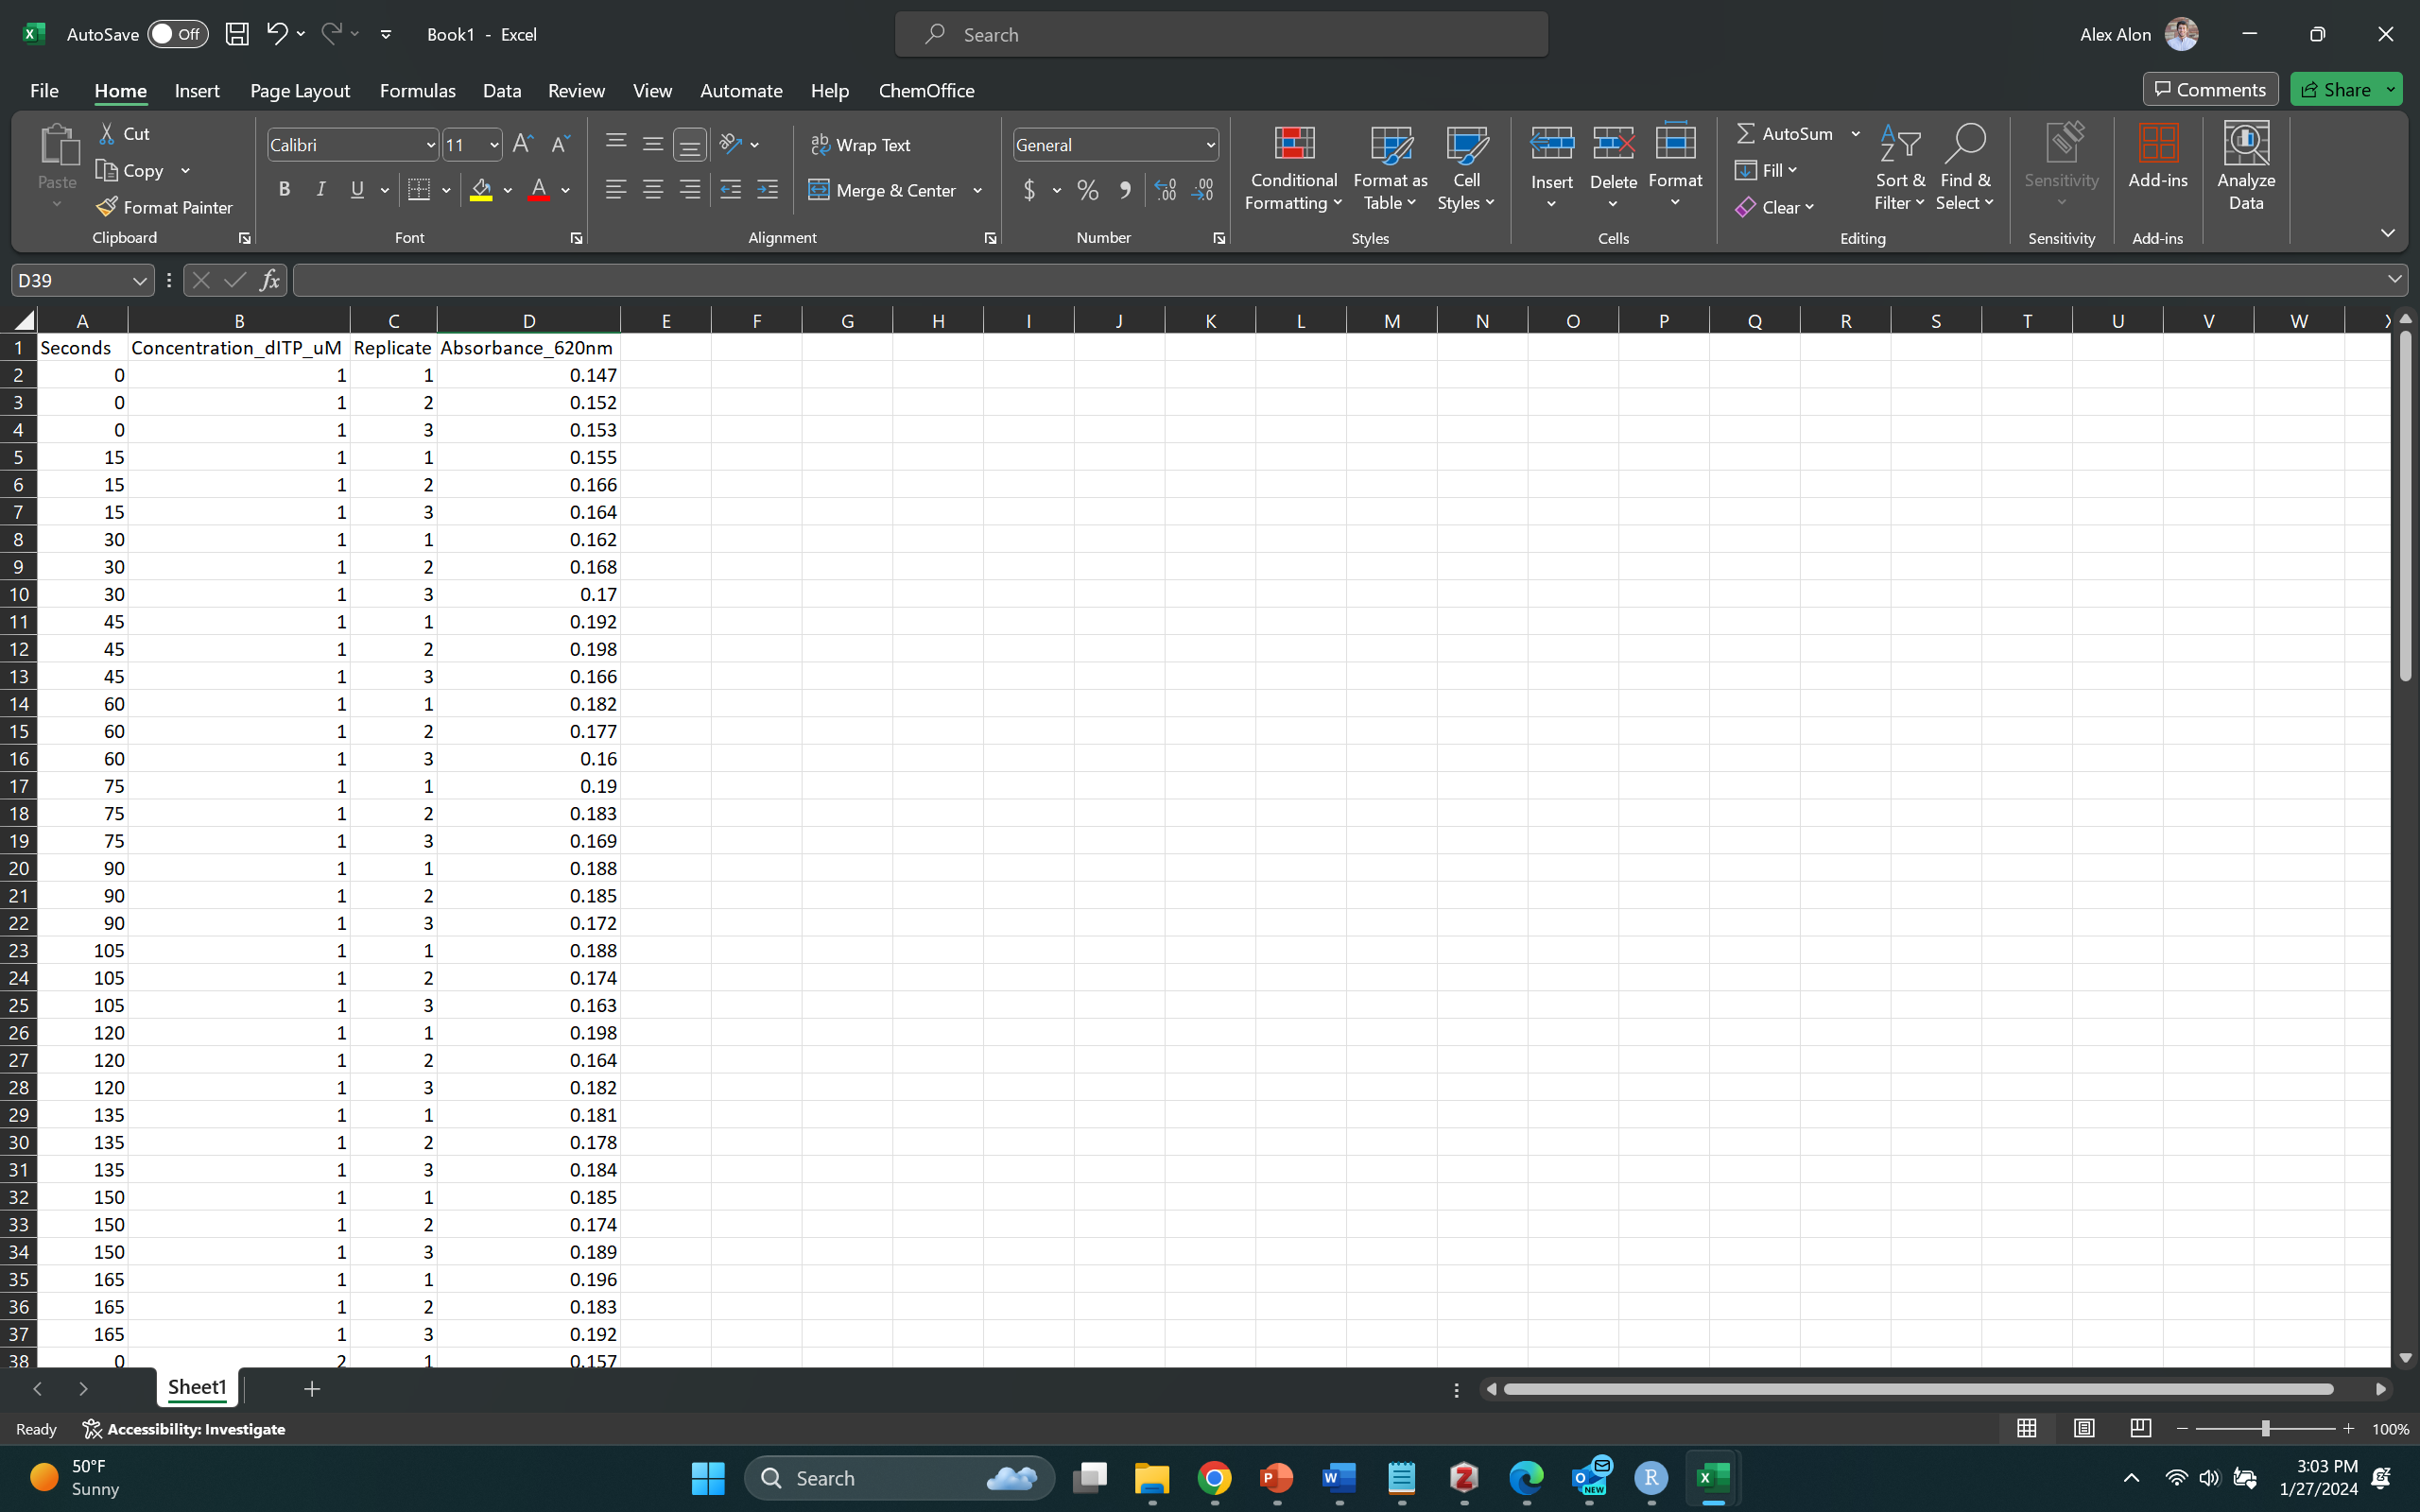 AutoSave Off Book1 - Excel Search Alex Alon
File Home Insert Page Layout Formulas Data Review View Automate Help ChemOffice Comments Share
Paste Cut Copy Format Painter Clipboard
Calibri 11 A A B I U A Font
ab Wrap Text Merge & Center Alignment
General $ % , .00 .00 Number
Conditional Formatting Format as Table Cell Styles Styles
Insert Delete Format Cells
AutoSum Fill Clear Sort & Filter Find & Select Editing
Sensitivity Sensitivity
Add-ins Add-ins
Analyze Data
D39 fx
A B C D E F G H I J K L M N O P Q R S T U V W
1 Seconds Concentration_dITP_uM Replicate Absorbance_620nm
2 0 1 1 0.147
3 0 1 2 0.152
4 0 1 3 0.153
5 15 1 1 0.155
6 15 1 2 0.166
7 15 1 3 0.164
8 30 1 1 0.162
9 30 1 2 0.168
10 30 1 3 0.17
11 45 1 1 0.192
12 45 1 2 0.198
13 45 1 3 0.166
14 60 1 1 0.182
15 60 1 2 0.177
16 60 1 3 0.16
17 75 1 1 0.19
18 75 1 2 0.183
19 75 1 3 0.169
20 90 1 1 0.188
21 90 1 2 0.185
22 90 1 3 0.172
23 105 1 1 0.188
24 105 1 2 0.174
25 105 1 3 0.163
26 120 1 1 0.198
27 120 1 2 0.164
28 120 1 3 0.182
29 135 1 1 0.181
30 135 1 2 0.178
31 135 1 3 0.184
32 150 1 1 0.185
33 150 1 2 0.174
34 150 1 3 0.189
35 165 1 1 0.196
36 165 1 2 0.183
37 165 1 3 0.192
38 0 2 1 0.157
Sheet1
Ready Accessibility: Investigate 100%
50°F
Sunny
Search
NEW
3:03 PM
1/27/2024